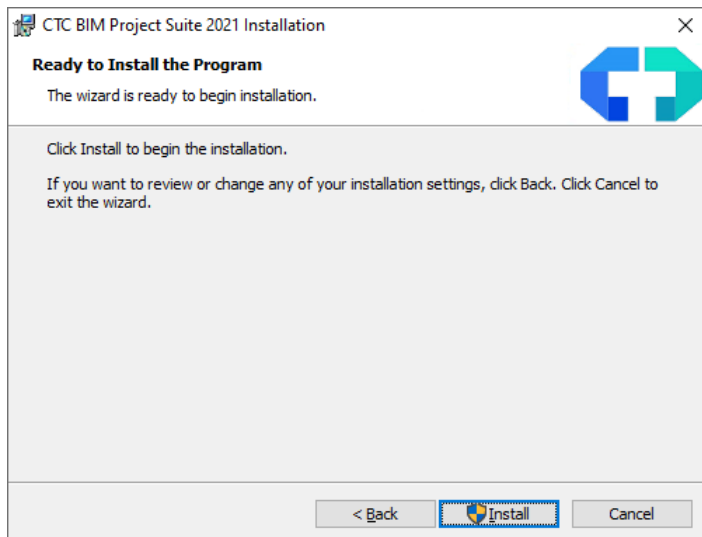 CTC BIM Project Suite 2021 Installation
Ready to Install the Program
The wizard is ready to begin installation.
Click Install to begin the installation.
If you want to review or change any of your installation settings, click Back. Click Cancel to
exit the wizard.
< Back Install Cancel